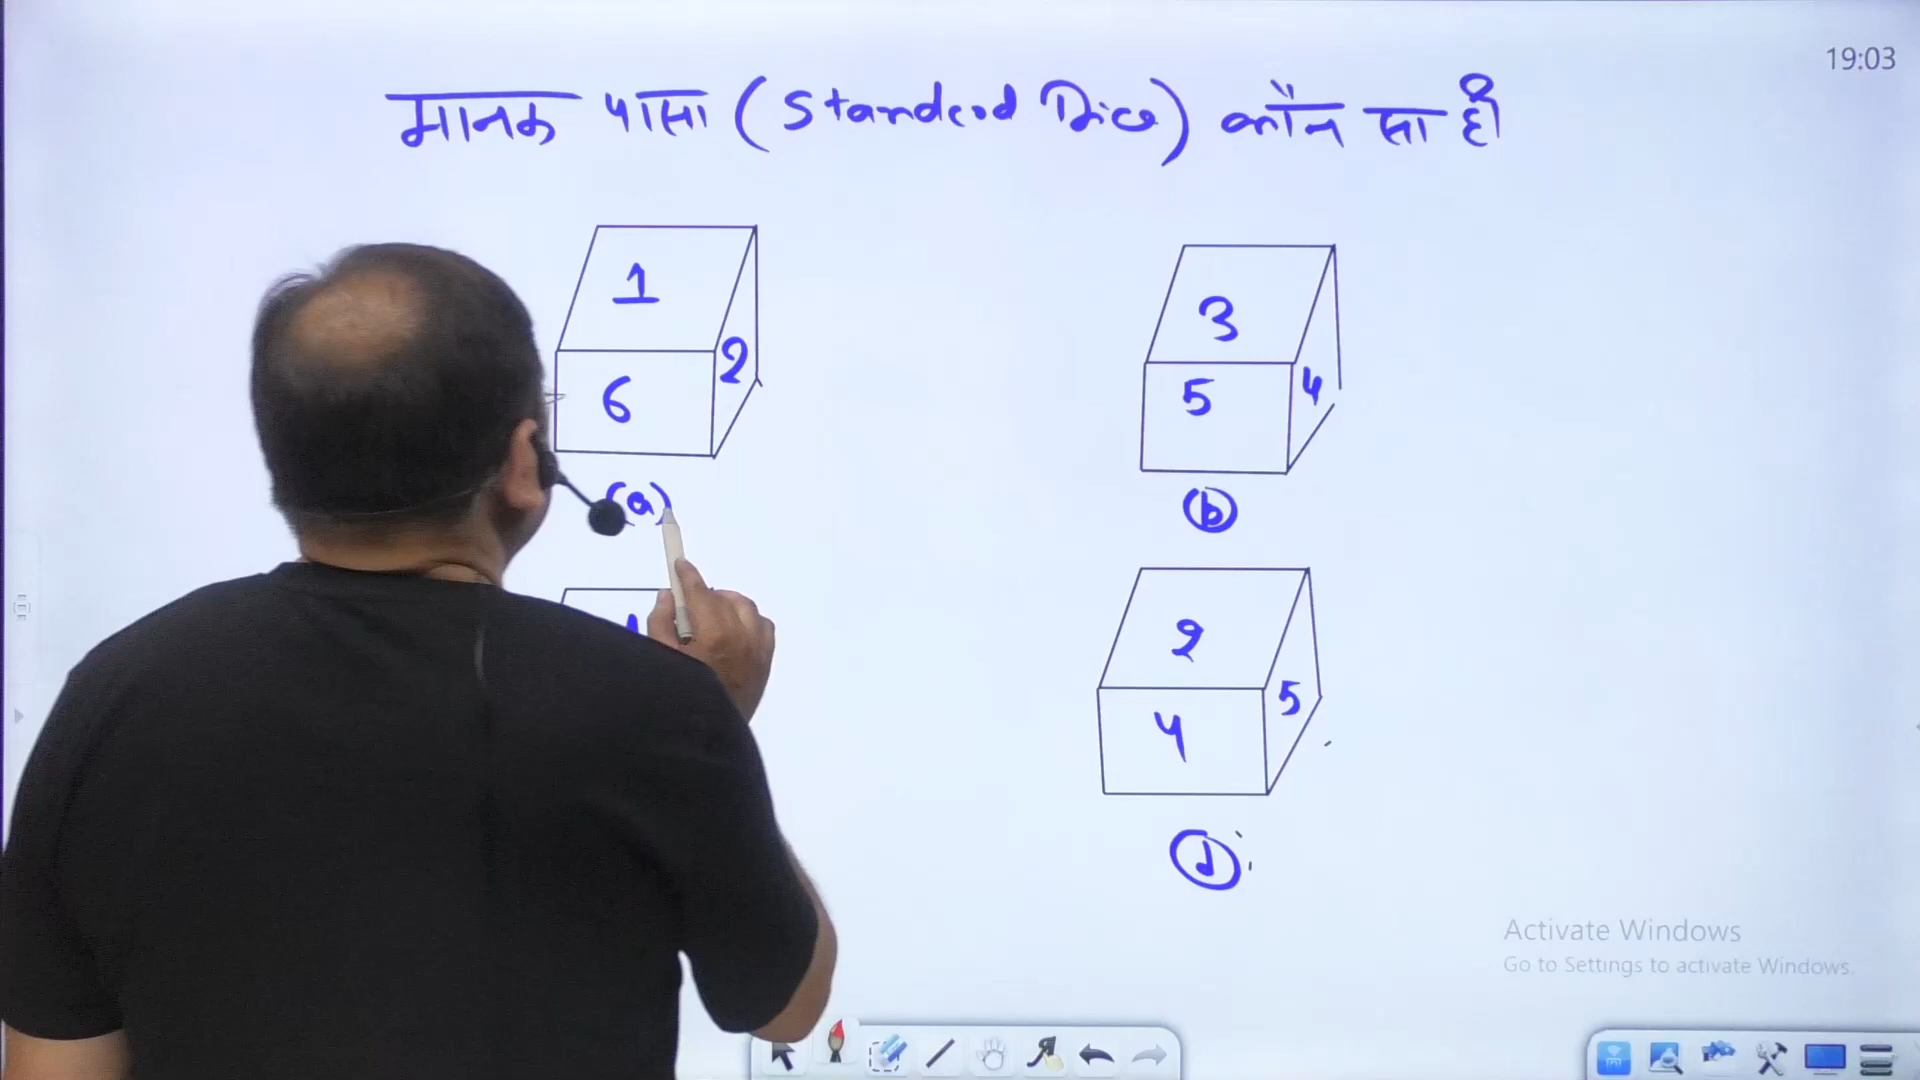 19:03
मानक पासा (Standerd Dice) कौन सा है
1
6
2
(a)
3
5
4
(b)
2
4
5
(d)
Activate Windows
Go to Settings to activate Windows.